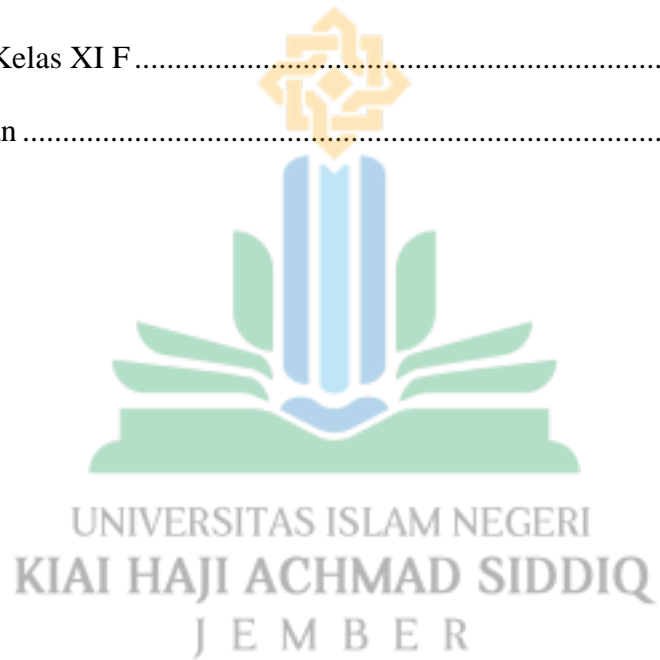 Kelas XI F......................................................................
n ...................................................................................
UNIVERSITAS ISLAM NEGERI
KIAI HAJI ACHMAD SIDDIQ
J E M B E R